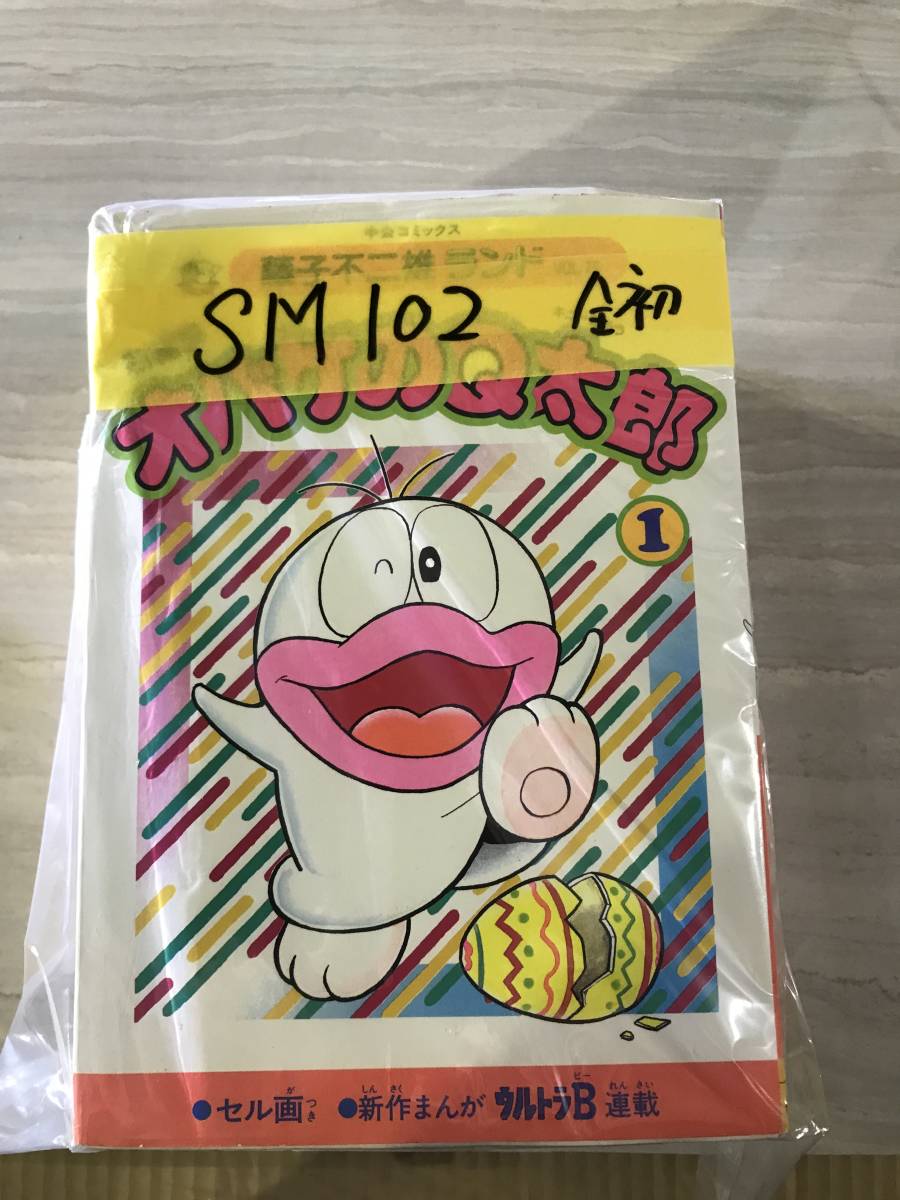 中公コミックス
藤子不二雄ランド
SM102 全初
オバケのQ太郎
1
●セル画つき ●新作まんが ウルトラB 連載